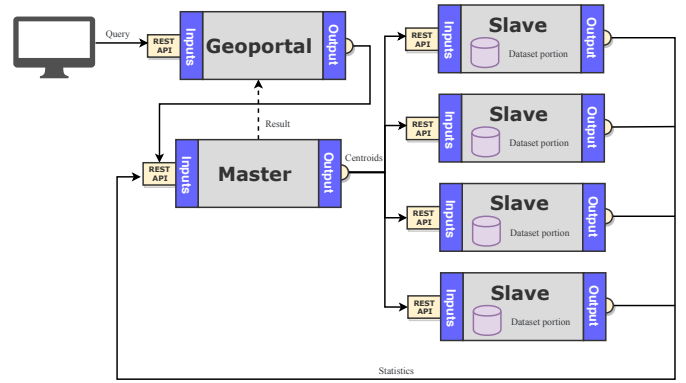 Query
REST
API
Inputs
Geoportal
Output
Result
REST
API
Inputs
Master
Output
Centroids
REST
API
Inputs
Slave
Dataset portion
Output
REST
API
Inputs
Slave
Dataset portion
Output
REST
API
Inputs
Slave
Dataset portion
Output
REST
API
Inputs
Slave
Dataset portion
Output
Statistics